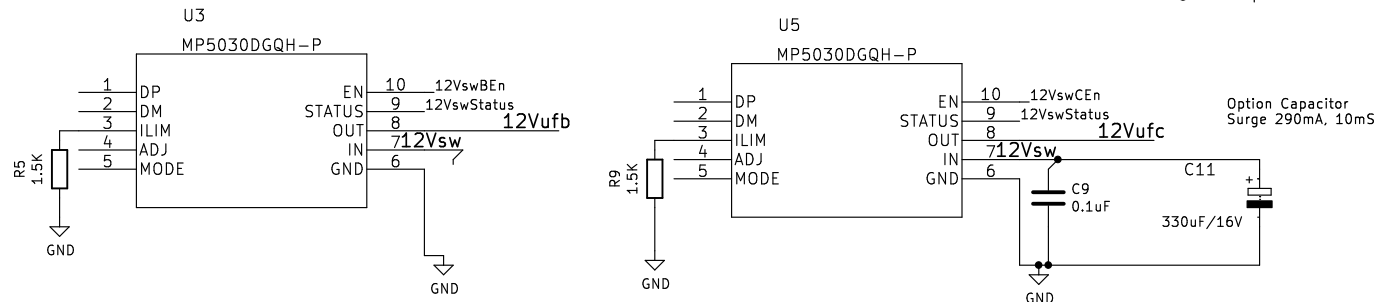 U3
MP5030DGQH-P
1 DP
2 DM
3 ILIM
4 ADJ
5 MODE
EN 10 12VswBEn
STATUS 9 12VswStatus
OUT 8 12Vufb
IN 7 12Vsw
GND 6
R5
1.5K
GND
GND
U5
MP5030DGQH-P
1 DP
2 DM
3 ILIM
4 ADJ
5 MODE
EN 10 12VswCEn
STATUS 9 12VswStatus
OUT 8 12Vufc
IN 7 12Vsw
GND 6
R9
1.5K
GND
C9
0.1uF
GND
Option Capacitor
Surge 290mA, 10mS
C11
+
330uF/16V